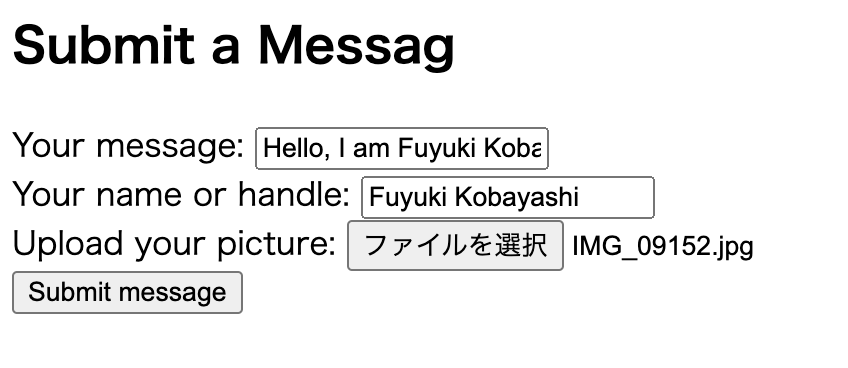 Submit a Messag
Your message: Hello, I am Fuyuki Koba
Your name or handle: Fuyuki Kobayashi
Upload your picture: ファイルを選択 IMG_09152.jpg
Submit message